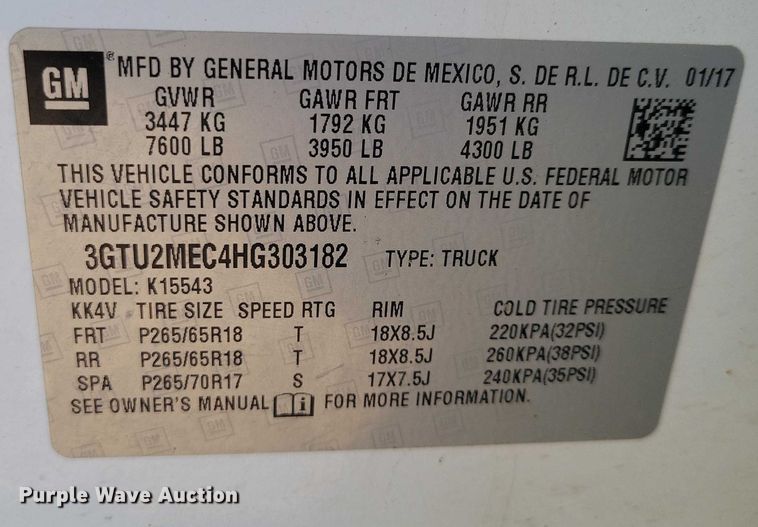 GM ® MFD BY GENERAL MOTORS DE MEXICO, S. DE R.L. DE C.V. 01/17
GVWR GAWR FRT GAWR RR
3447 KG 1792 KG 1951 KG
7600 LB 3950 LB 4300 LB
THIS VEHICLE CONFORMS TO ALL APPLICABLE U.S. FEDERAL MOTOR
VEHICLE SAFETY STANDARDS IN EFFECT ON THE DATE OF
MANUFACTURE SHOWN ABOVE.
3GTU2MEC4HG303182 TYPE: TRUCK
MODEL: K15543
KK4V TIRE SIZE SPEED RTG RIM COLD TIRE PRESSURE
FRT P265/65R18 T 18X8.5J 220KPA(32PSI)
RR P265/65R18 T 18X8.5J 260KPA(38PSI)
SPA P265/70R17 S 17X7.5J 240KPA(35PSI)
SEE OWNER'S MANUAL i FOR MORE INFORMATION.
Purple Wave Auction